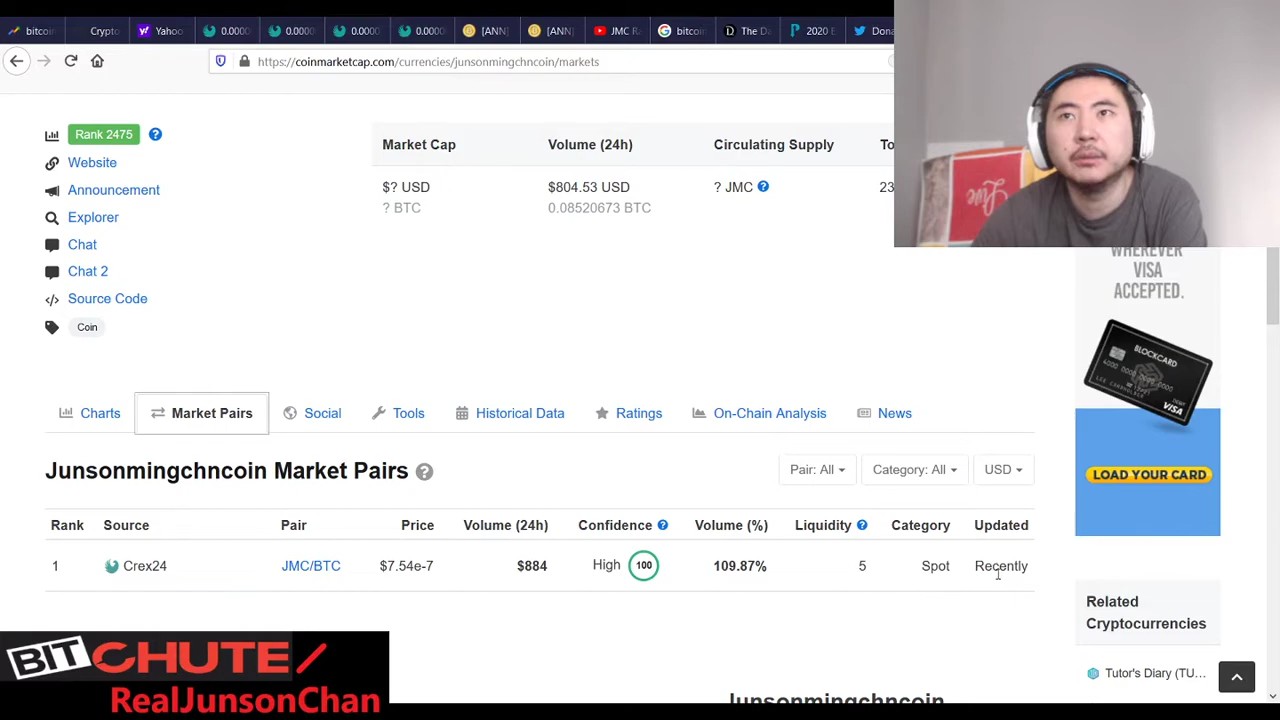 bitcoin
Crypto
Yahoo
0.0000
0.0000
0.0000
0.0000
[ANN]
[ANN]
JMC R
bitcoin
The Da
2020 E
Dona
https://coinmarketcap.com/currencies/junsonmingchncoin/markets
Rank 2475
Website
Announcement
Explorer
Chat
Chat 2
Source Code
Coin
Market Cap
Volume (24h)
Circulating Supply
To
$? USD
$804.53 USD
? JMC
23
? BTC
0.08520673 BTC
WHEREVER
VISA
ACCEPTED.
BLOCKCARD
VISA
LOAD YOUR CARD
Charts
Market Pairs
Social
Tools
Historical Data
Ratings
On-Chain Analysis
News
Junsonmingchncoin Market Pairs
Pair: All
Category: All
USD
Rank
Source
Pair
Price
Volume (24h)
Confidence
Volume (%)
Liquidity
Category
Updated
1
Crex24
JMC/BTC
$7.54e-7
$884
High
100
109.87%
5
Spot
Recently
Related
Cryptocurrencies
Tutor's Diary (TU...
Junsonmingchncoin
BITCHUTE/
RealJunsonChan